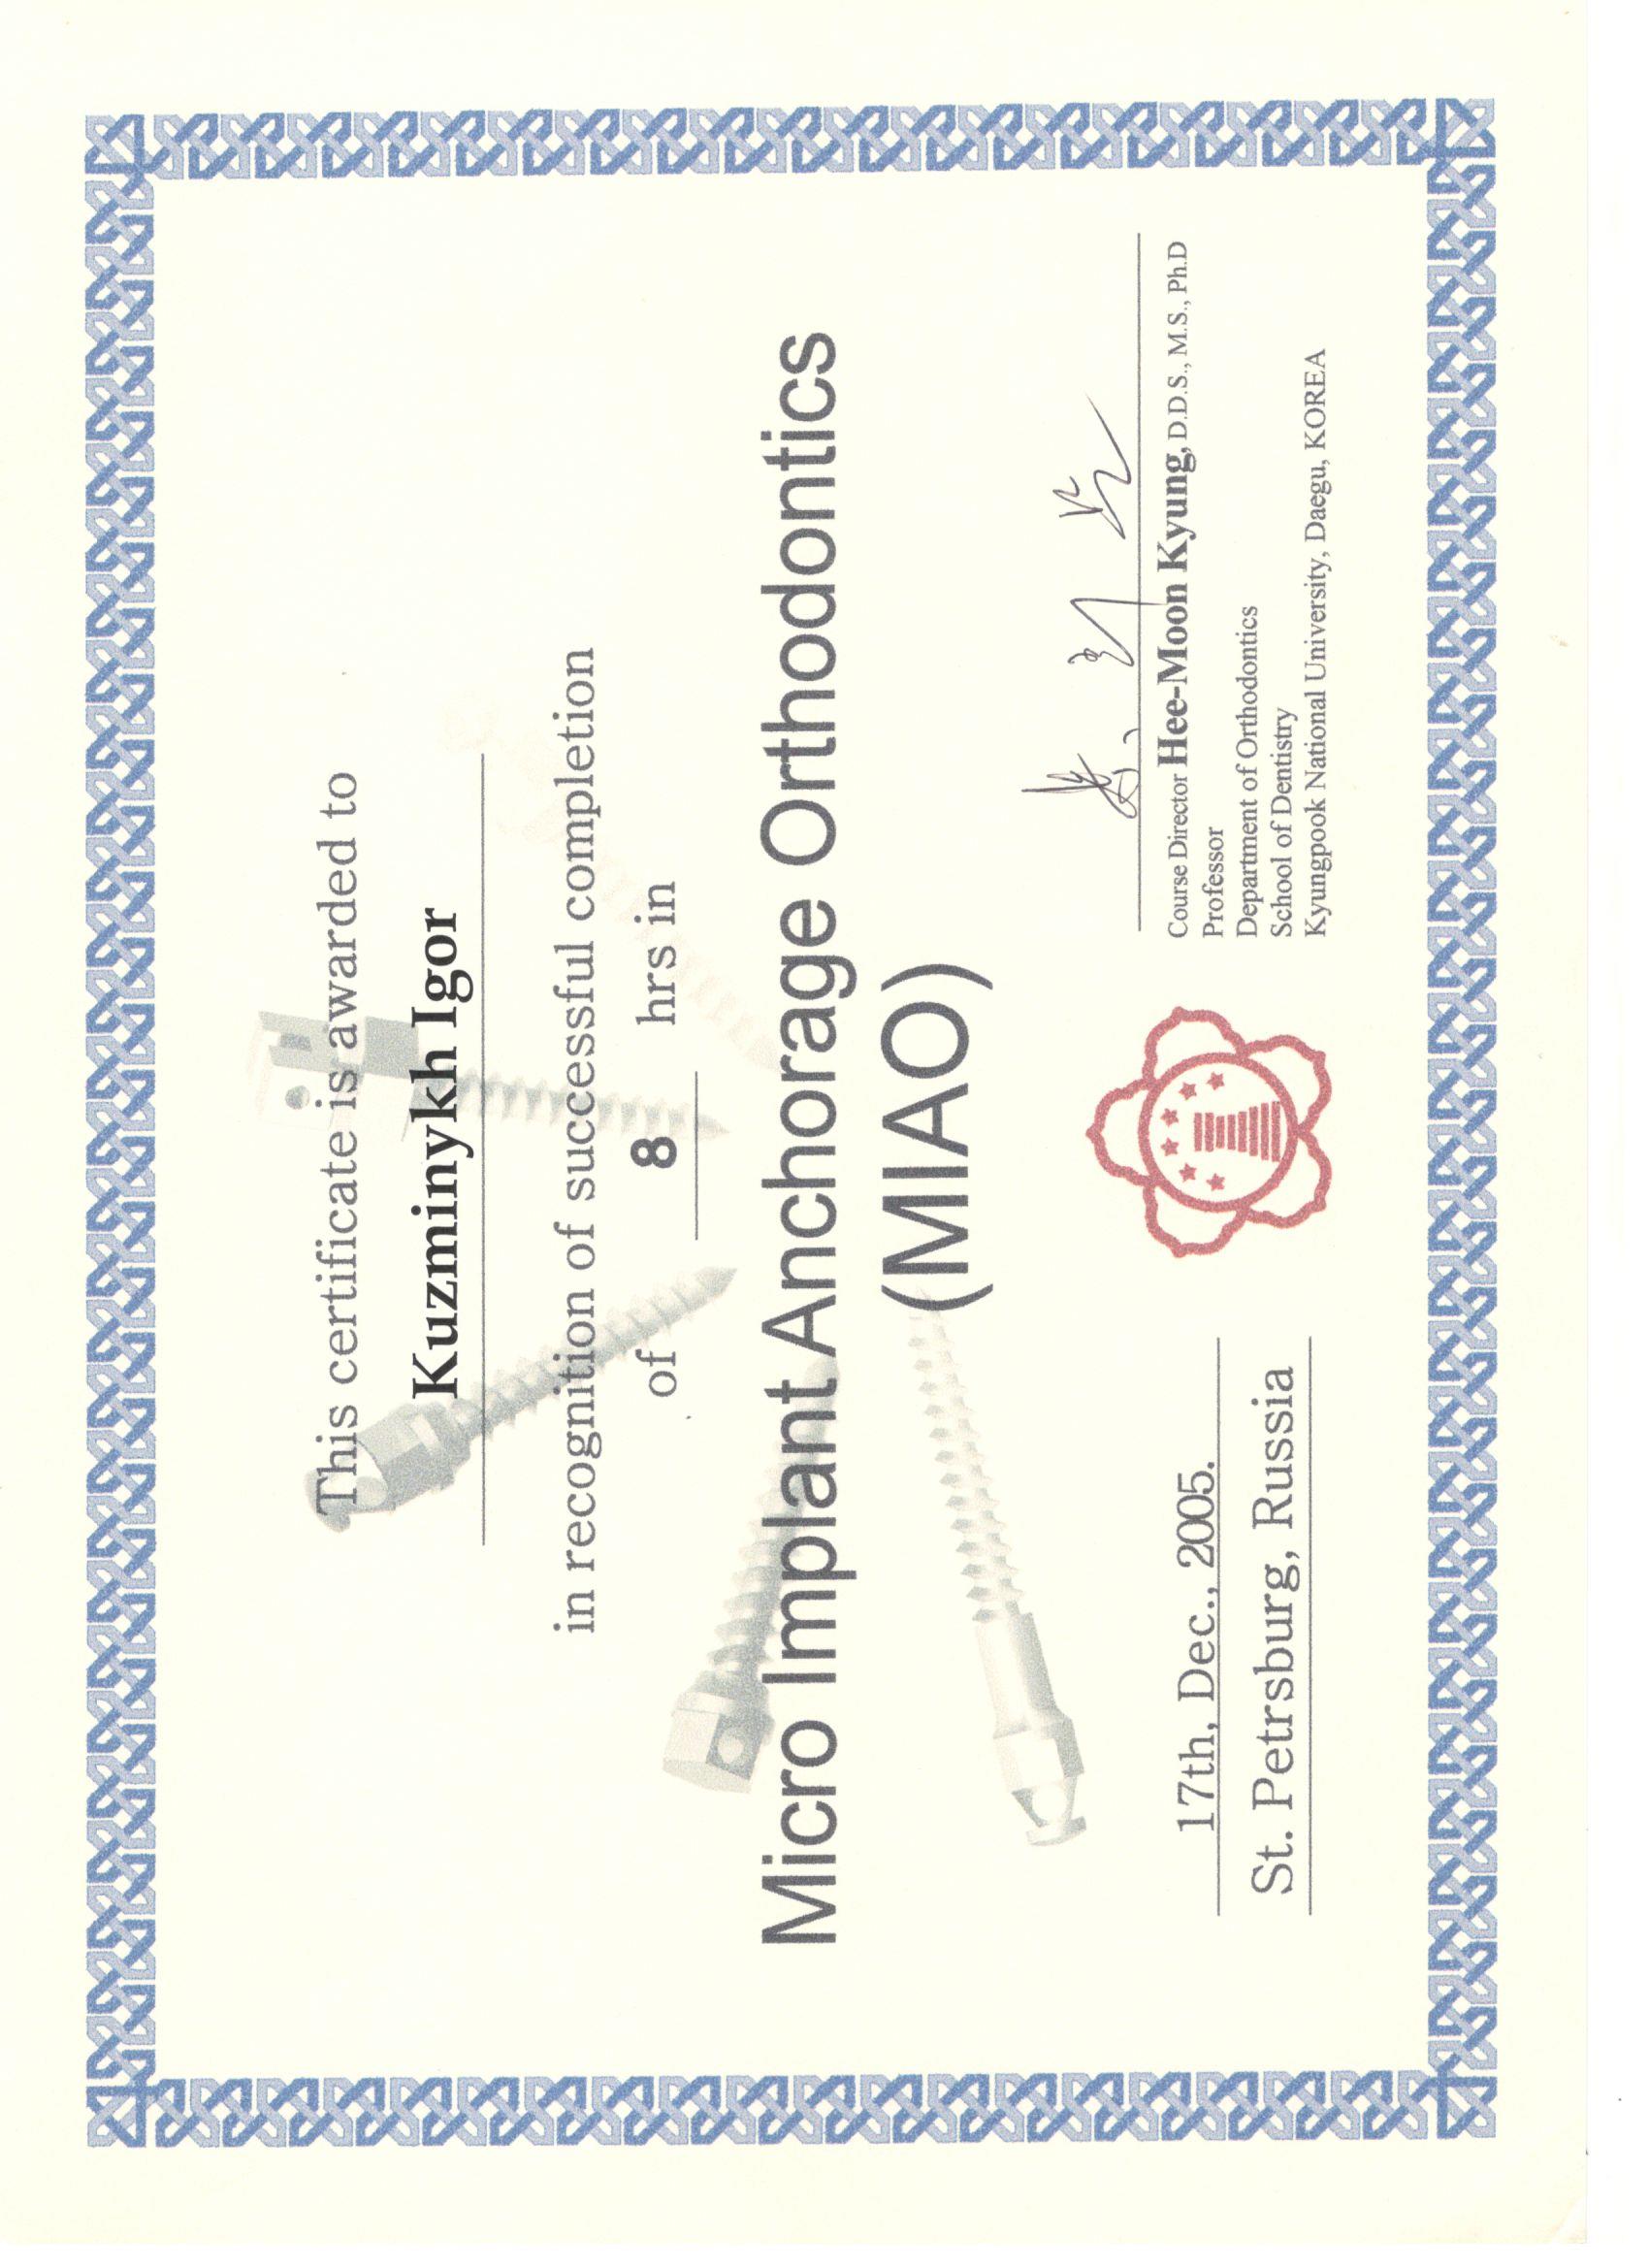 This certificate is awarded to
Kuzminykh Igor
in recognition of successful completion
of 8 hrs in
Micro Implant Anchorage Orthodontics
(MIAO)
17th, Dec., 2005.
St. Petrsburg, Russia
Course Director Hee-Moon Kyung, D.D.S., M.S., Ph.D
Professor
Department of Orthodontics
School of Dentistry
Kyungpook National University, Daegu, KOREA